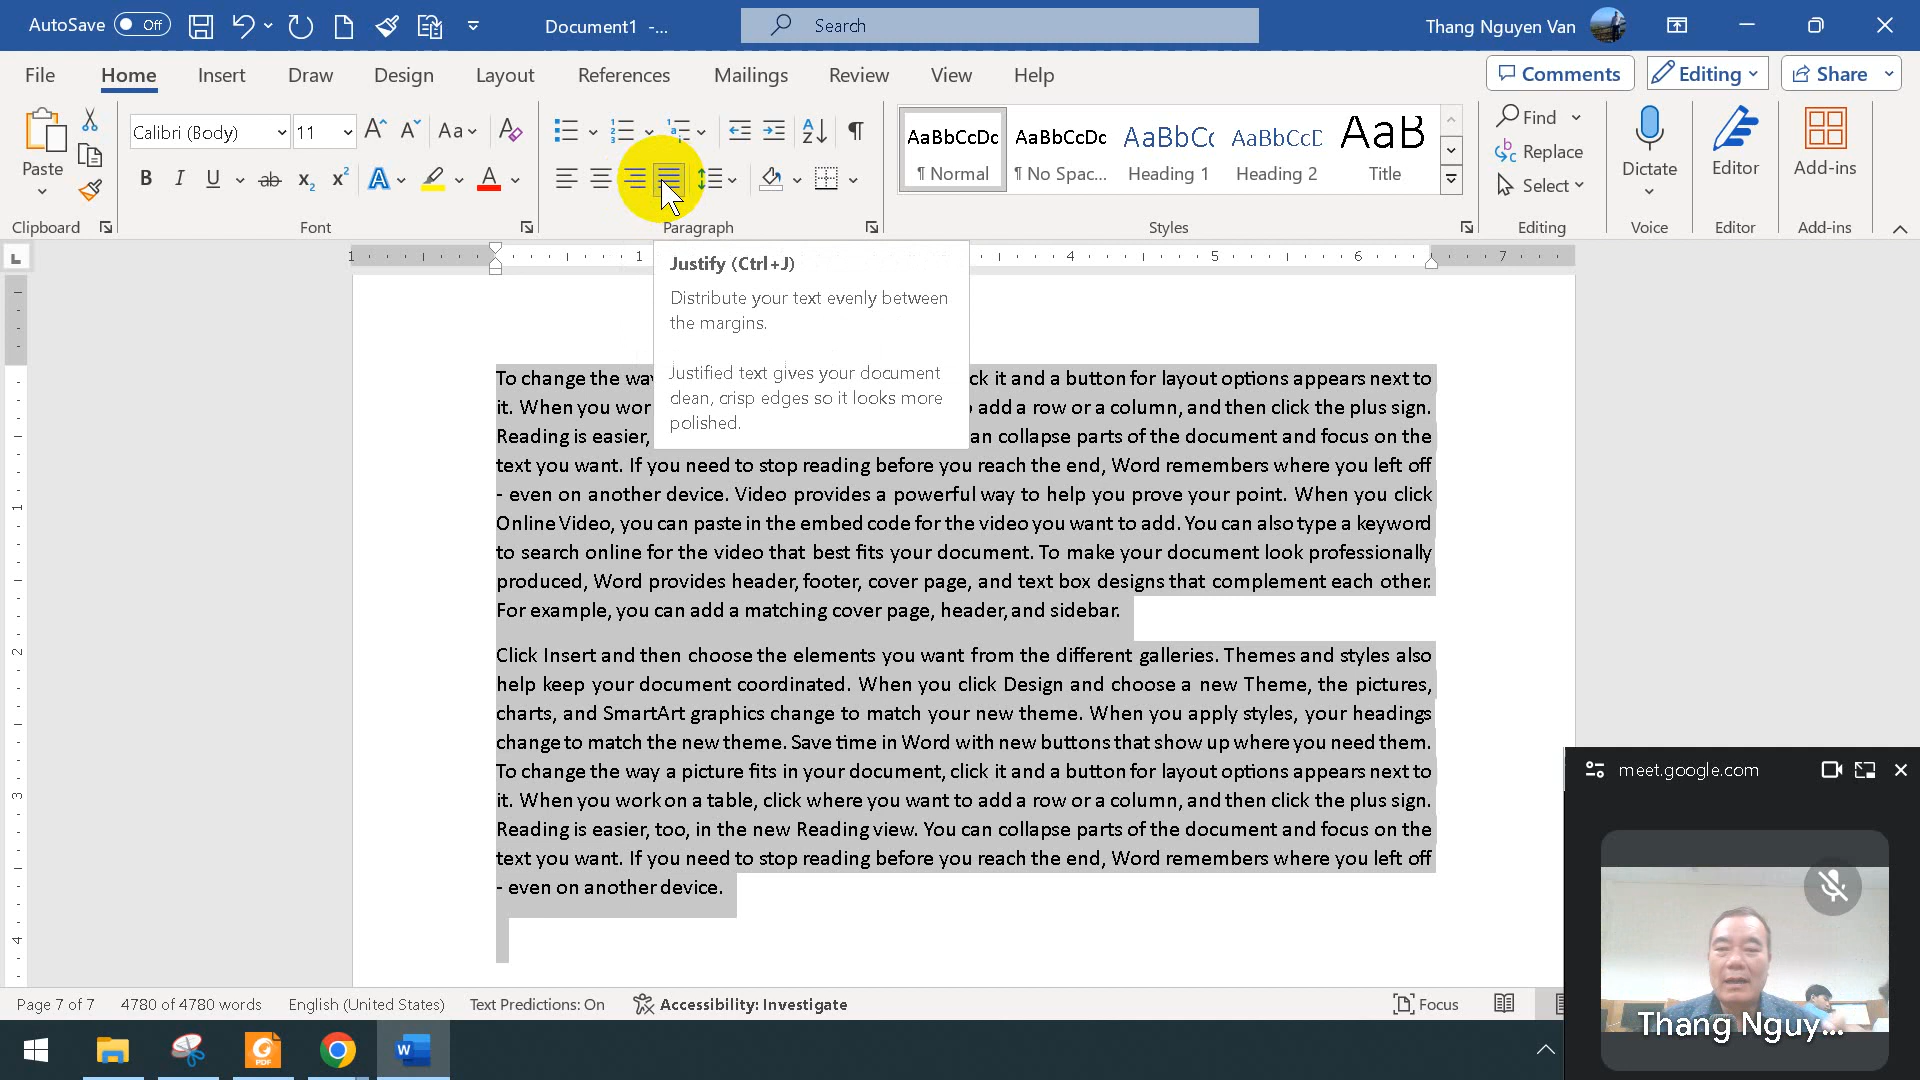 AutoSave Off Document1 -... Search Thang Nguyen Van
File Home Insert Draw Design Layout References Mailings Review View Help Comments Editing Share
Calibri (Body) 11 Aa A
AaBbCcDc AaBbCcDc AaBbC( AaBbCcD AaB
Find
Replace
Select
Paste Dictate Editor Add-ins
B I U ab x2 x2 A A ¶ Normal ¶ No Spac... Heading 1 Heading 2 Title
Clipboard Font Paragraph Styles Editing Voice Editor Add-ins
1 1 4 5 6 7
Justify (Ctrl+J)
Distribute your text evenly between
the margins.
Justified text gives your document
clean, crisp edges so it looks more
polished.
To change the way ck it and a button for layout options appears next to
it. When you wor add a row or a column, and then click the plus sign.
Reading is easier, an collapse parts of the document and focus on the
text you want. If you need to stop reading before you reach the end, Word remembers where you left off
- even on another device. Video provides a powerful way to help you prove your point. When you click
Online Video, you can paste in the embed code for the video you want to add. You can also type a keyword
to search online for the video that best fits your document. To make your document look professionally
produced, Word provides header, footer, cover page, and text box designs that complement each other.
For example, you can add a matching cover page, header, and sidebar.
Click Insert and then choose the elements you want from the different galleries. Themes and styles also
help keep your document coordinated. When you click Design and choose a new Theme, the pictures,
charts, and SmartArt graphics change to match your new theme. When you apply styles, your headings
change to match the new theme. Save time in Word with new buttons that show up where you need them.
To change the way a picture fits in your document, click it and a button for layout options appears next to
it. When you work on a table, click where you want to add a row or a column, and then click the plus sign.
Reading is easier, too, in the new Reading view. You can collapse parts of the document and focus on the
text you want. If you need to stop reading before you reach the end, Word remembers where you left off
- even on another device.
meet.google.com
Thang Nguy...
Page 7 of 7 4780 of 4780 words English (United States) Text Predictions: On Accessibility: Investigate Focus